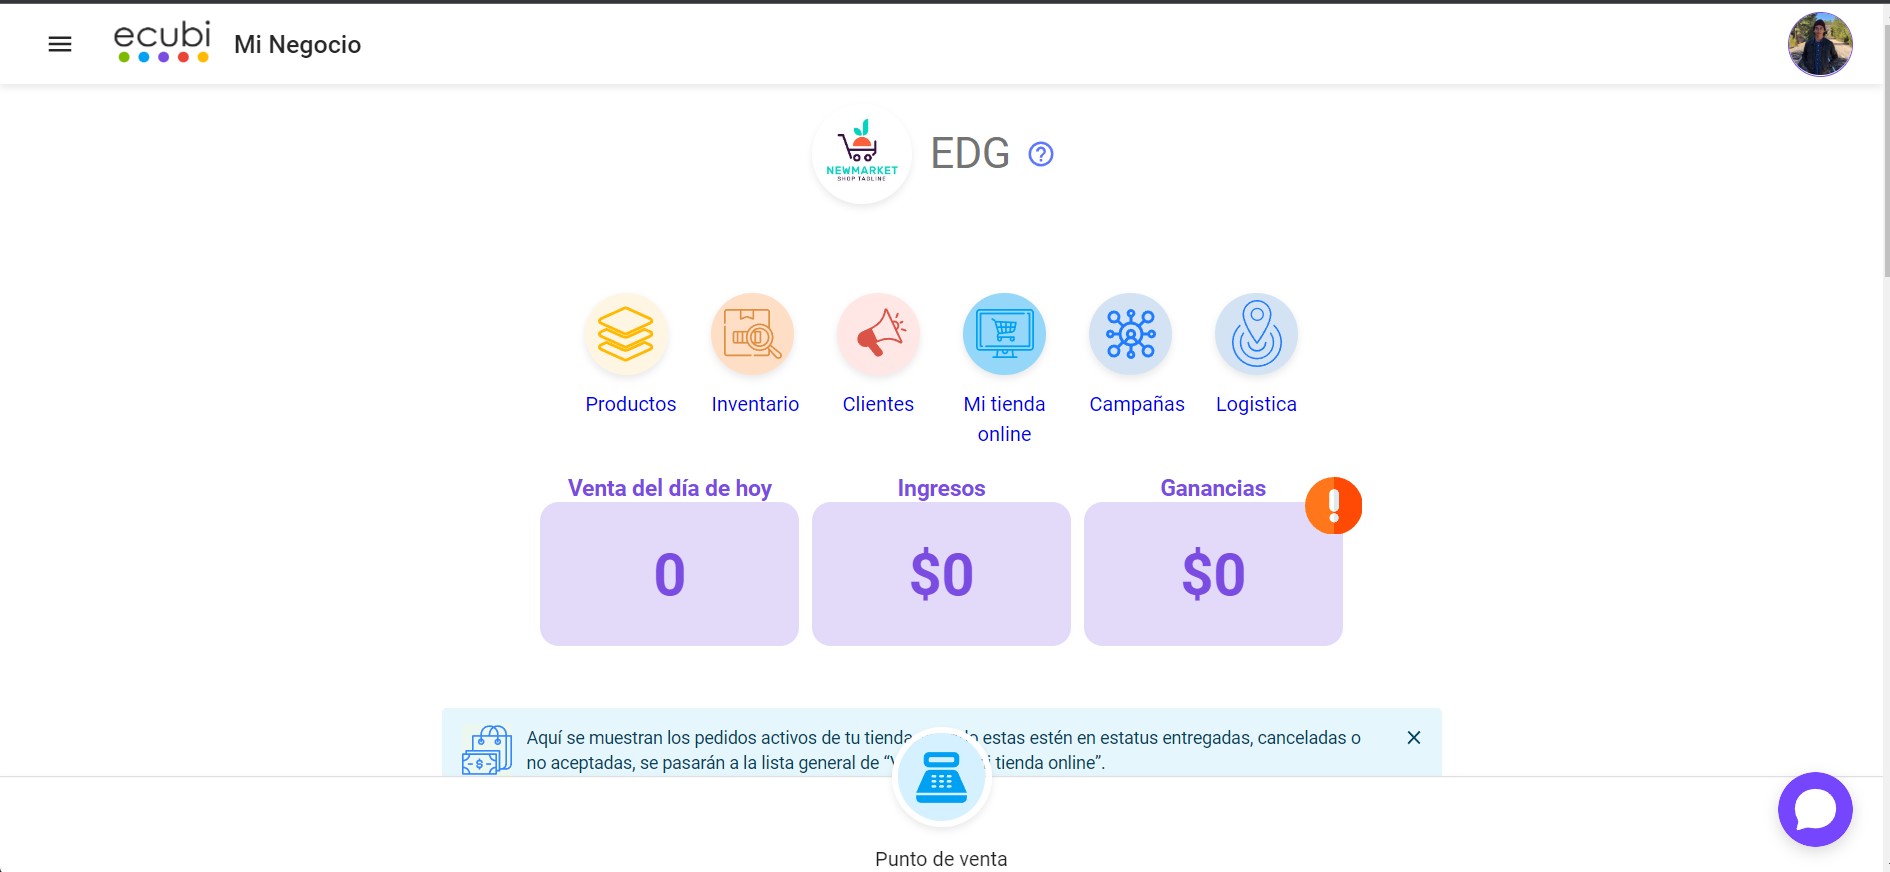 ecubi
Mi Negocio
NEWMARKET
SHOP TAGLINE
EDG
Productos
Inventario
Clientes
Mi tienda
online
Campañas
Logistica
Venta del día de hoy
Ingresos
Ganancias
0
$0
$0
Aquí se muestran los pedidos activos de tu tienda estas estén en estatus entregadas, canceladas o
no aceptadas, se pasarán a la lista general de “ tienda online”.
Punto de venta